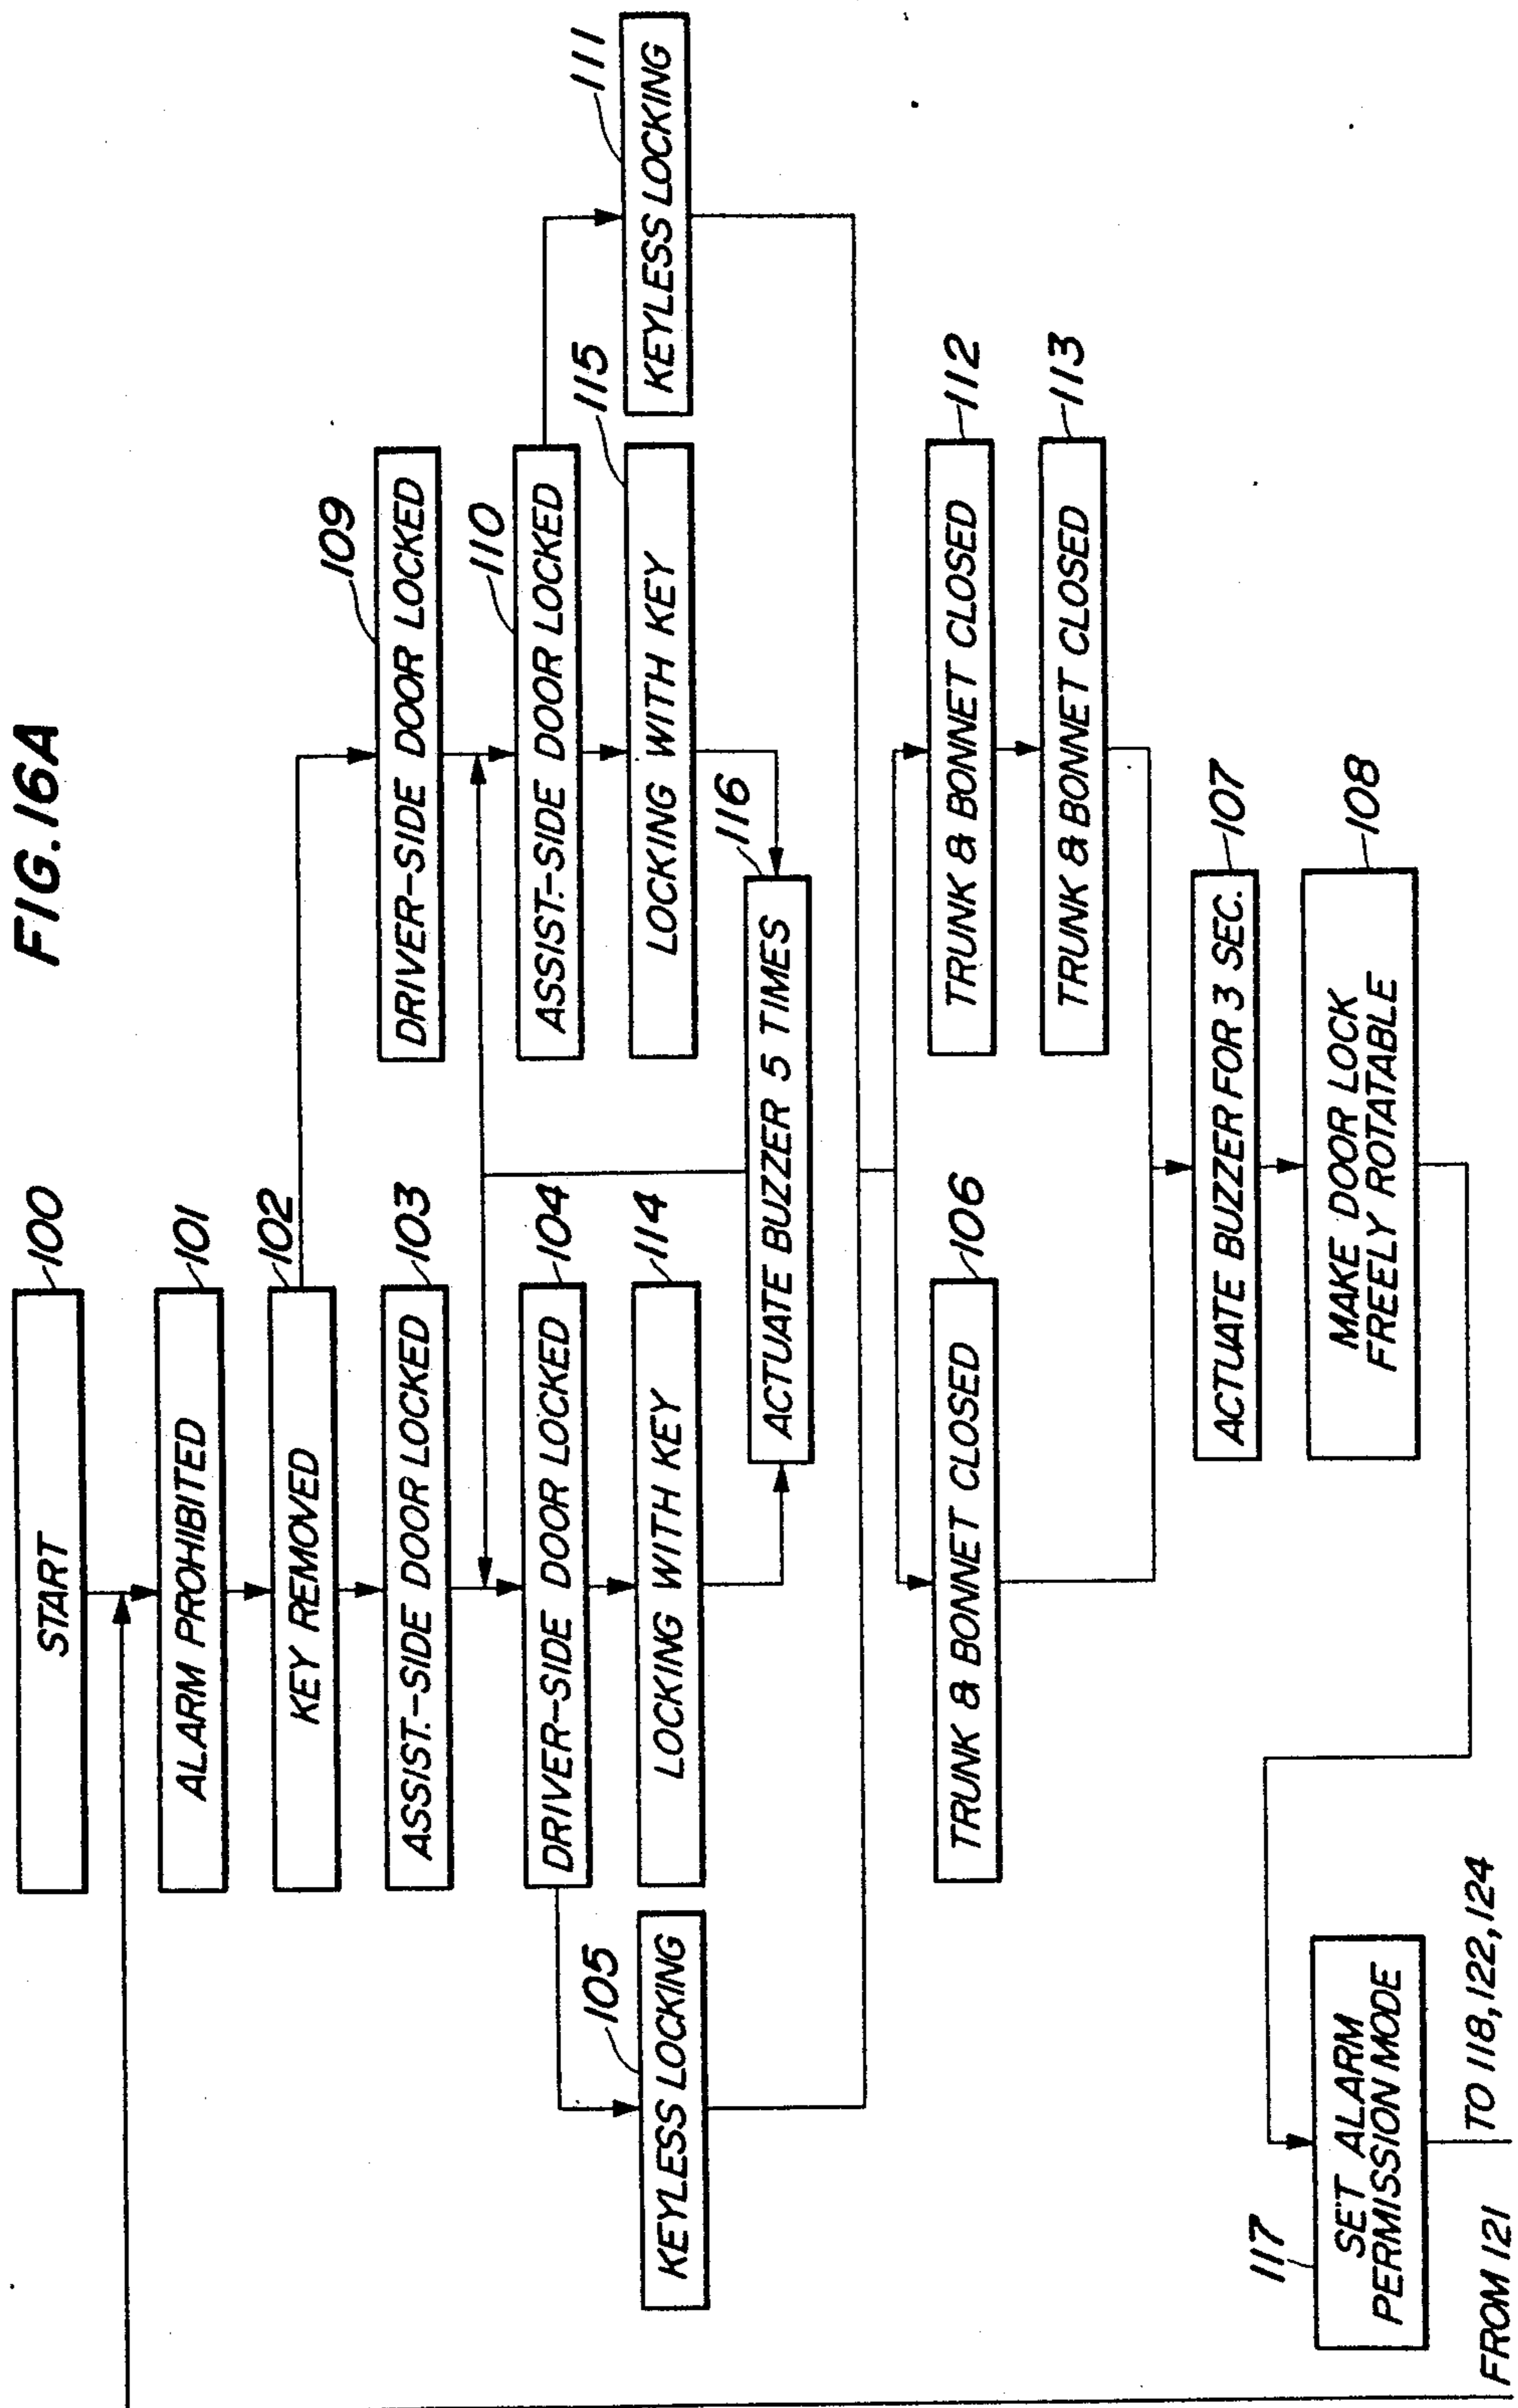 FIG.16A
START
100
ALARM PROHIBITED
101
KEY REMOVED
102
ASSIST.-SIDE DOOR LOCKED
103
DRIVER-SIDE DOOR LOCKED
109
DRIVER-SIDE DOOR LOCKED
104
ASSIST.-SIDE DOOR LOCKED
110
KEYLESS LOCKING
105
LOCKING WITH KEY
114
LOCKING WITH KEY
115
KEYLESS LOCKING
111
ACTUATE BUZZER 5 TIMES
116
TRUNK & BONNET CLOSED
106
TRUNK & BONNET CLOSED
112
TRUNK & BONNET CLOSED
113
ACTUATE BUZZER FOR 3 SEC.
107
MAKE DOOR LOCK
FREELY ROTATABLE
108
117
SET ALARM
PERMISSION MODE
FROM 121
TO 118,122,124